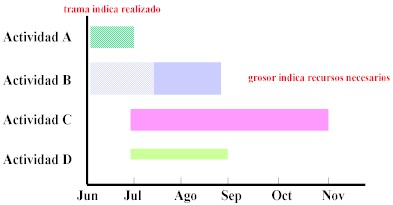 trama indica realizado
Actividad A
Actividad B
grosor indica recursos necesarios
Actividad C
Actividad D
Jun Jul Ago Sep Oct Nov